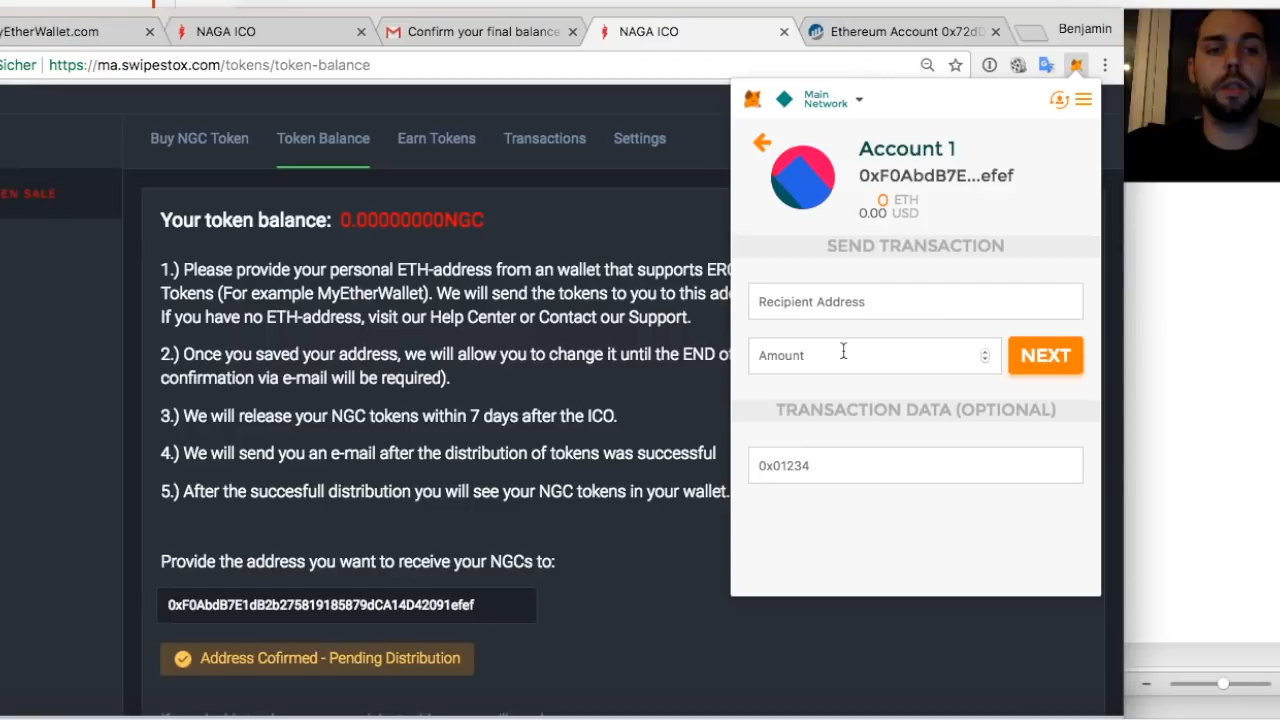 yEtherWallet.com
NAGA ICO
Confirm your final balance
NAGA ICO
Ethereum Account 0x72d
Benjamin
Sicher
https://ma.swipestox.com/tokens/token-balance
Buy NGC Token
Token Balance
Earn Tokens
Transactions
Settings
EN SALE
Your token balance: 0.00000000NGC
1.) Please provide your personal ETH-address from an wallet that supports ERC
Tokens (For example MyEtherWallet). We will send the tokens to you to this ad
If you have no ETH-address, visit our Help Center or Contact our Support.
2.) Once you saved your address, we will allow you to change it until the END of
confirmation via e-mail will be required).
3.) We will release your NGC tokens within 7 days after the ICO.
4.) We will send you an e-mail after the distribution of tokens was successful
5.) After the succesfull distribution you will see your NGC tokens in your wallet.
Provide the address you want to receive your NGCs to:
0xF0AbdB7E1dB2b275819185879dCA14D42091efef
Address Cofirmed - Pending Distribution
Main
Network
Account 1
0xF0AbdB7E...efef
0 ETH
0.00 USD
SEND TRANSACTION
Recipient Address
Amount
NEXT
TRANSACTION DATA (OPTIONAL)
0x01234